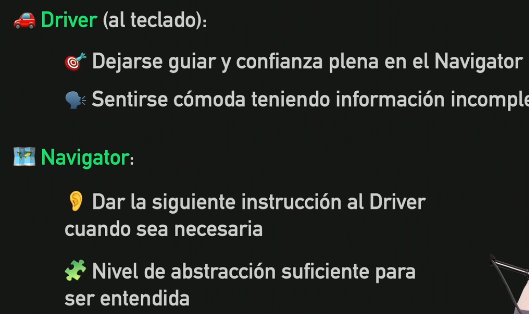 🚗 Driver (al teclado):
🎯 Dejarse guiar y confianza plena en el Navigator
🗣️ Sentirse cómoda teniendo información
🗺️ Navigator:
👂 Dar la siguiente instrucción al Driver
cuando sea necesaria
🧩 Nivel de abstracción suficiente para
ser entendida